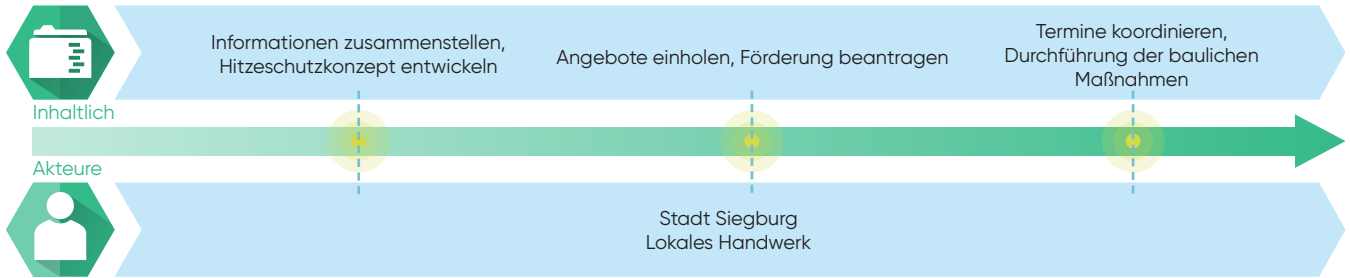 Informationen zusammenstellen,
Hitzeschutzkonzept entwickeln
Angebote einholen, Förderung beantragen
Termine koordinieren,
Durchführung der baulichen
Maßnahmen
Inhaltlich
Akteure
Stadt Siegburg
Lokales Handwerk